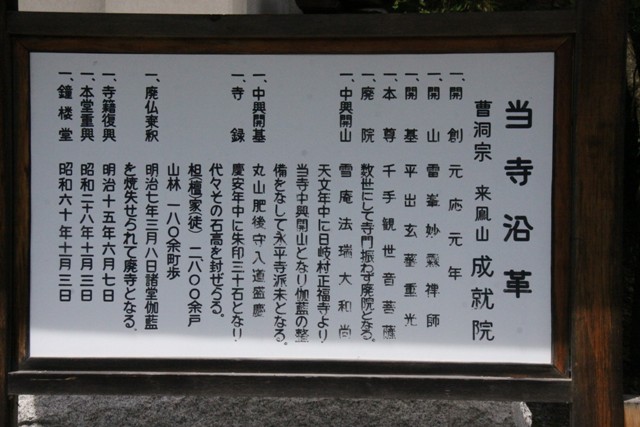 当寺沿革
曹洞宗 来鳳山 成就院
一、開創 元応元年
一、開山 雷峯妙霖禅師
一、開基 平出玄蕃重光
一、本尊 千手観世音菩薩
一、廃院 数世にして寺門振わず廃院となる。
一、中興開山 雪庵法瑞大和尚
天文年中に日岐村正福寺より
当寺中興開山となり伽藍の整
備をなして永平寺派末となる。
一、中興開基 丸山肥後守入道盛慶
一、寺録 慶安年中に朱印三十石となり
代々その石高を封ぜらる。
担(檀)家(徒) 二、八〇〇余戸
山林 一八〇余町歩
一、廃仏実釈 明治七年三月八日諸堂伽藍
を焼失せられて廃寺となる。
一、寺籍復興 明治十五年六月七日
一、本堂重興 昭和二十八年十月三日
一、鐘楼堂 昭和六十年十一月三日